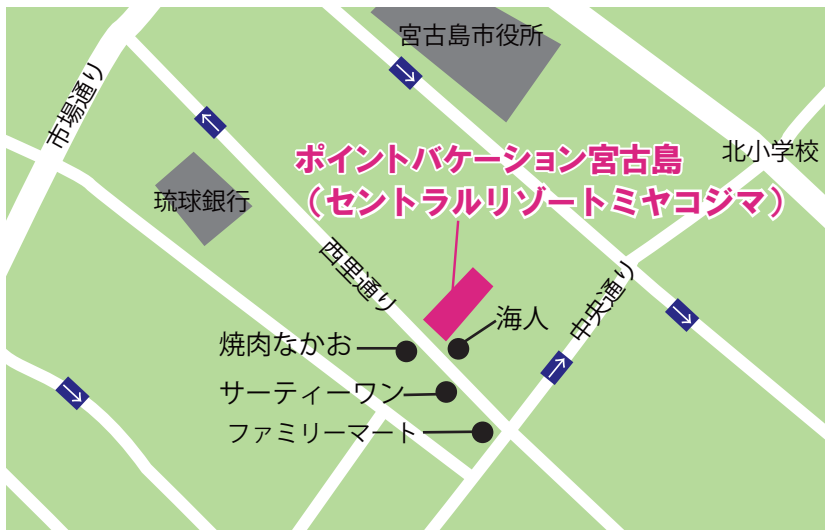 宮古島市役所
市場通り
ポイントバケーション宮古島
（セントラルリゾートミヤコジマ）
北小学校
琉球銀行
西里通り
中央通り
海人
焼肉なかお
サーティーワン
ファミリーマート